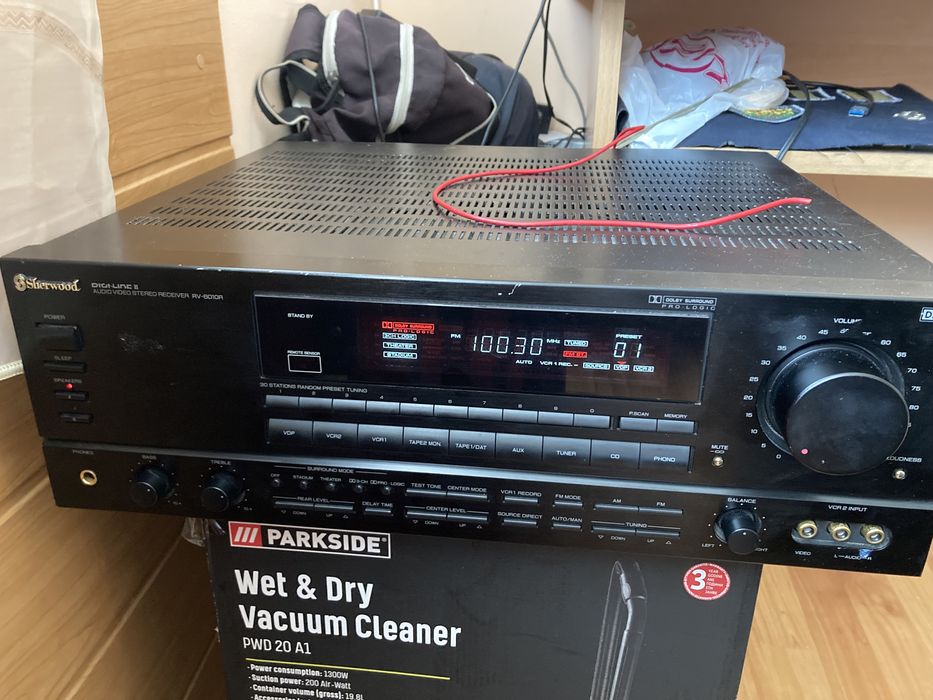 Sherwood
DIGI-LINE II
AUDIO/VIDEO STEREO RECEIVER RV-6010R
POWER
SLEEP
SPEAKERS
STAND BY
REMOTE SENSOR
DOLBY SURROUND
PRO·LOGIC
3CH LOGIC
THEATER
STADIUM
FM 100.30 MHz
TUNED
FM ST.
AUTO VCR 1 REC.
SOURCE VDP VCR 2
PRESET
01
DOLBY SURROUND
PRO·LOGIC
VOLUME
0 5 10 15 20 25 30 35 40 45 60 65 70 75 80
MUTE
LOUDNESS
30 STATIONS RANDOM PRESET TUNING
1 2 3 4 5 6 7 8 9 0
P.SCAN MEMORY
VDP VCR2 VCR1 TAPE2 MON. TAPE1/DAT AUX TUNER CD PHONO
PHONES
BASS
TREBLE
SURROUND MODE
OFF STADIUM THEATER 3-CH PRO LOGIC
TEST TONE CENTER MODE
REAR LEVEL
DOWN UP
DELAY TIME
CENTER LEVEL
DOWN UP
VCR1 RECORD
FM MODE
SOURCE DIRECT
AUTO/MAN
AM FM
TUNING
DOWN UP
BALANCE
LEFT
VCR 2 INPUT
VIDEO L—AUDIO—R
PARKSIDE
3
Wet & Dry
Vacuum Cleaner
PWD 20 A1
· Power consumption: 1300W
· Suction power: 200 Air-Watt
· Container volume (gross): 19.8l